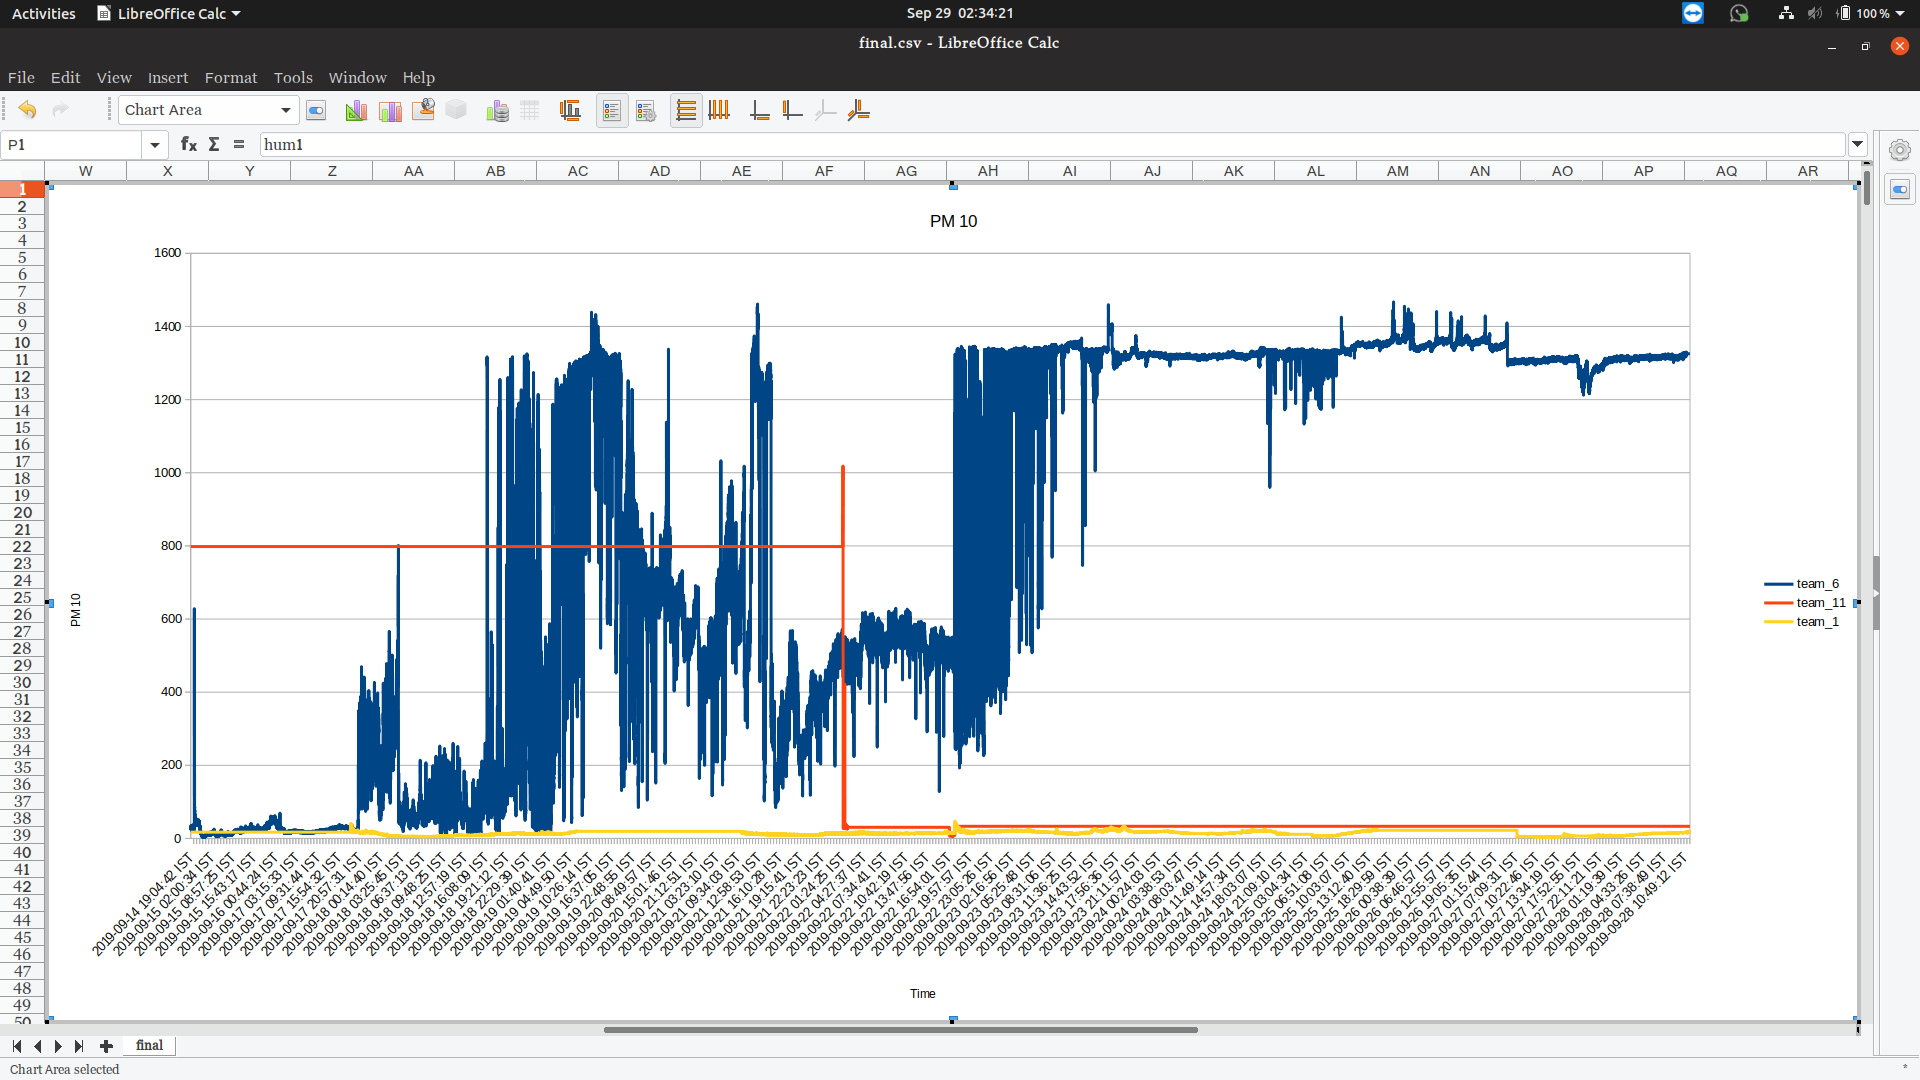 Activities LibreOffice Calc Sep 29 02:34:21 100 %
final.csv - LibreOffice Calc
File Edit View Insert Format Tools Window Help
Chart Area
P1 fx Σ = hum1
W X Y Z AA AB AC AD AE AF AG AH AI AJ AK AL AM AN AO AP AQ AR
1
2
3
4
5
6
7
8
9
10
11
12
13
14
15
16
17
18
19
20
21
22
23
24
25
26
27
28
29
30
31
32
33
34
35
36
37
38
39
40
41
42
43
44
45
46
47
48
49
50
PM 10
1600
1400
1200
1000
800
600
400
200
0
PM 10
team_6
team_11
team_1
2019-09-14 19:04:42 IST
2019-09-15 02:00:34 IST
2019-09-15 08:57:25 IST
2019-09-15 15:43:17 IST
2019-09-16 00:44:24 IST
2019-09-17 03:15:33 IST
2019-09-17 09:31:44 IST
2019-09-17 15:54:32 IST
2019-09-17 20:57:31 IST
2019-09-18 00:14:40 IST
2019-09-18 03:25:45 IST
2019-09-18 06:37:13 IST
2019-09-18 09:48:25 IST
2019-09-18 12:57:19 IST
2019-09-18 16:08:09 IST
2019-09-18 19:21:12 IST
2019-09-18 22:29:39 IST
2019-09-19 01:40:41 IST
2019-09-19 04:49:50 IST
2019-09-19 10:26:14 IST
2019-09-19 16:37:05 IST
2019-09-19 22:48:55 IST
2019-09-20 08:49:57 IST
2019-09-20 15:01:46 IST
2019-09-20 21:12:51 IST
2019-09-21 03:23:10 IST
2019-09-21 09:34:03 IST
2019-09-21 12:58:53 IST
2019-09-21 16:10:28 IST
2019-09-21 19:15:41 IST
2019-09-21 22:23:23 IST
2019-09-22 01:24:25 IST
2019-09-22 04:27:37 IST
2019-09-22 07:34:41 IST
2019-09-22 10:42:19 IST
2019-09-22 13:47:56 IST
2019-09-22 16:54:01 IST
2019-09-22 19:57:57 IST
2019-09-22 23:05:26 IST
2019-09-23 02:16:56 IST
2019-09-23 05:25:48 IST
2019-09-23 08:31:06 IST
2019-09-23 11:36:25 IST
2019-09-23 14:43:52 IST
2019-09-23 17:56:36 IST
2019-09-23 21:11:57 IST
2019-09-24 00:24:03 IST
2019-09-24 03:38:53 IST
2019-09-24 08:03:47 IST
2019-09-24 11:49:14 IST
2019-09-24 14:57:34 IST
2019-09-24 18:03:07 IST
2019-09-24 21:09:10 IST
2019-09-25 03:04:34 IST
2019-09-25 06:51:08 IST
2019-09-25 10:03:07 IST
2019-09-25 13:12:40 IST
2019-09-25 18:29:59 IST
2019-09-26 00:38:39 IST
2019-09-26 06:46:57 IST
2019-09-26 12:55:57 IST
2019-09-26 19:05:35 IST
2019-09-27 01:15:44 IST
2019-09-27 07:09:31 IST
2019-09-27 10:22:46 IST
2019-09-27 13:34:19 IST
2019-09-27 17:52:55 IST
2019-09-27 22:11:21 IST
2019-09-28 01:19:39 IST
2019-09-28 04:33:26 IST
2019-09-28 07:38:49 IST
2019-09-28 10:49:12 IST
Time
final
Chart Area selected *